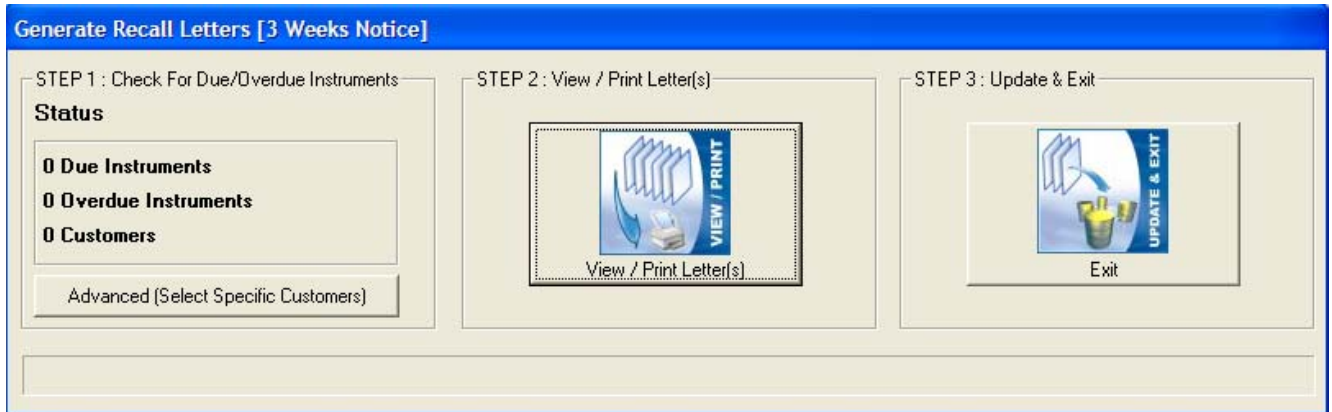 Generate Recall Letters [3 Weeks Notice]
STEP 1 : Check For Due/Overdue Instruments
Status
0 Due Instruments
0 Overdue Instruments
0 Customers
Advanced (Select Specific Customers)
STEP 2 : View / Print Letter(s)
VIEW / PRINT
View / Print Letter(s)
STEP 3 : Update & Exit
UPDATE & EXIT
Exit